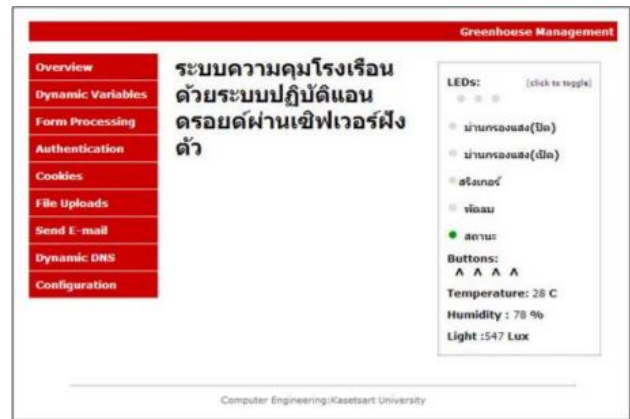 Greenhouse Management
Overview
Dynamic Variables
Form Processing
Authentication
Cookies
File Uploads
Send E-mail
Dynamic DNS
Configuration
ระบบความคุมโรงเรือน
ด้วยระบบปฏิบัติแอน
ดรอยด์ผ่านเซิฟเวอร์ฝัง
ตัว
LEDs: (click to toggle)
ม่านกรองแสง(ปิด)
ม่านกรองแสง(เปิด)
สริงเกอร์
พัดลม
สถานะ
Buttons:
Λ Λ Λ Λ
Temperature: 28 C
Humidity : 78 %
Light :547 Lux
Computer Engineering:Kasetsart University